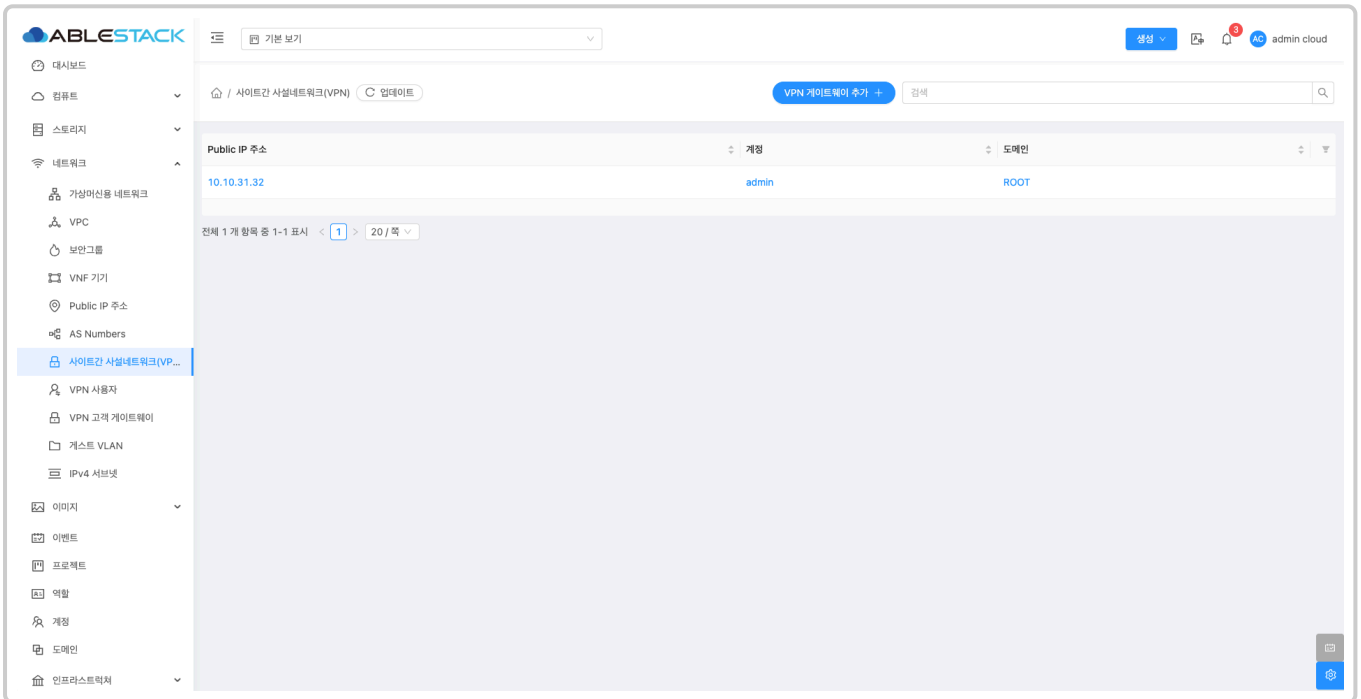 ABLESTACK
기본 보기
생성
3
AC
admin cloud
대시보드
컴퓨트
스토리지
네트워크
가상머신용 네트워크
VPC
보안그룹
VNF 기기
Public IP 주소
AS Numbers
사이트간 사설네트워크(VP...
VPN 사용자
VPN 고객 게이트웨이
게스트 VLAN
IPv4 서브넷
이미지
이벤트
프로젝트
역할
계정
도메인
인프라스트럭쳐
/ 사이트간 사설네트워크(VPN)
업데이트
VPN 게이트웨이 추가 +
검색
Public IP 주소 계정 도메인
10.10.31.32 admin ROOT
전체 1 개 항목 중 1-1 표시 < 1 > 20 / 쪽